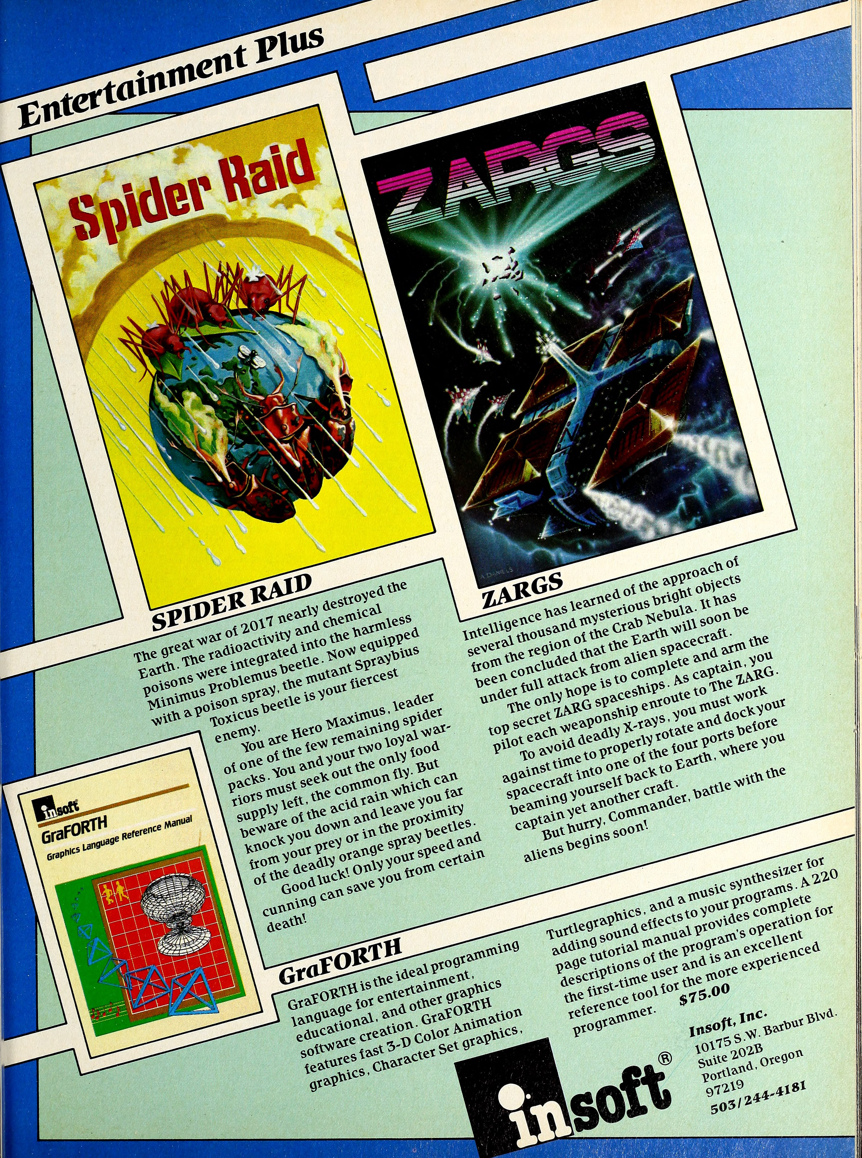 Entertainment Plus
Spider Raid
ZARGS
SPIDER RAID
The great war of 2017 nearly destroyed the
Earth. The radioactivity and chemical
poisons were integrated into the harmless
Minimus Problemus beetle. Now equipped
with a poison spray, the mutant Spraybius
Toxicus beetle is your fiercest
enemy.
You are Hero Maximus, leader
of one of the few remaining spider
packs. You and your two loyal war-
riors must seek out the only food
supply left, the common fly. But
beware of the acid rain which can
knock you down and leave you far
from your prey or in the proximity
of the deadly orange spray beetles.
Good luck! Only your speed and
cunning can save you from certain
death!
ZARGS
Intelligence has learned of the approach of
several thousand mysterious bright objects
from the region of the Crab Nebula. It has
been concluded that the Earth will soon be
under full attack from alien spacecraft.
The only hope is to complete and arm the
top secret ZARG spaceships. As captain, you
pilot each weaponship enroute to The ZARG.
To avoid deadly X-rays, you must work
against time to properly rotate and dock your
spacecraft into one of the four ports before
beaming yourself back to Earth, where you
captain yet another craft.
But hurry, Commander, battle with the
aliens begins soon!
insoft
GraFORTH
Graphics Language Reference Manual
GraFORTH
GraFORTH is the ideal programming
language for entertainment,
educational, and other graphics
software creation. GraFORTH
features fast 3-D Color Animation
graphics, Character Set graphics,
Turtlegraphics, and a music synthesizer for
adding sound effects to your programs. A 220
page tutorial manual provides complete
descriptions of the program's operation for
the first-time user and is an excellent
reference tool for the more experienced
programmer. $75.00
insoft®
Insoft, Inc.
10175 S.W. Barbur Blvd.
Suite 202B
Portland, Oregon
97219
503/244-4181